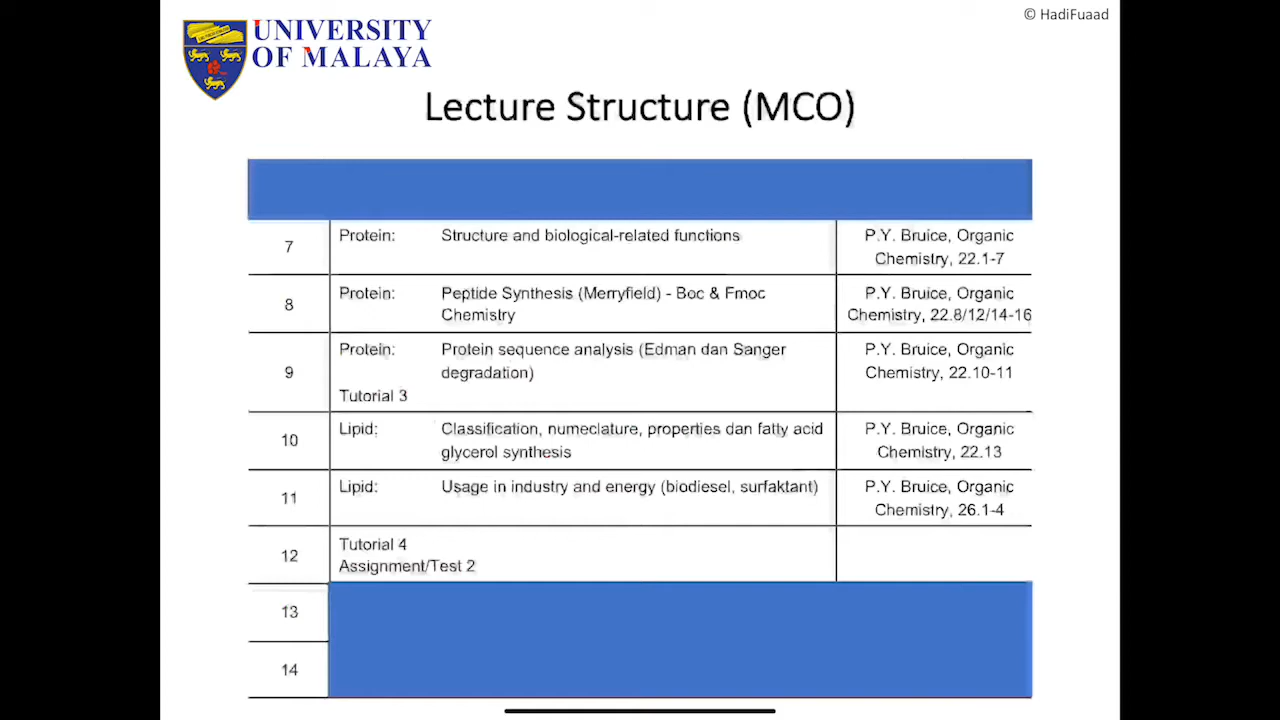 © HadiFuaad
UNIVERSITY
OF MALAYA
Lecture Structure (MCO)
7
Protein: Structure and biological-related functions
P.Y. Bruice, Organic
Chemistry, 22.1-7
8
Protein: Peptide Synthesis (Merryfield) - Boc & Fmoc
Chemistry
P.Y. Bruice, Organic
Chemistry, 22.8/12/14-16
9
Protein: Protein sequence analysis (Edman dan Sanger
degradation)
Tutorial 3
P.Y. Bruice, Organic
Chemistry, 22.10-11
10
Lipid: Classification, numeclature, properties dan fatty acid
glycerol synthesis
P.Y. Bruice, Organic
Chemistry, 22.13
11
Lipid: Usage in industry and energy (biodiesel, surfaktant)
P.Y. Bruice, Organic
Chemistry, 26.1-4
12
Tutorial 4
Assignment/Test 2
13
14